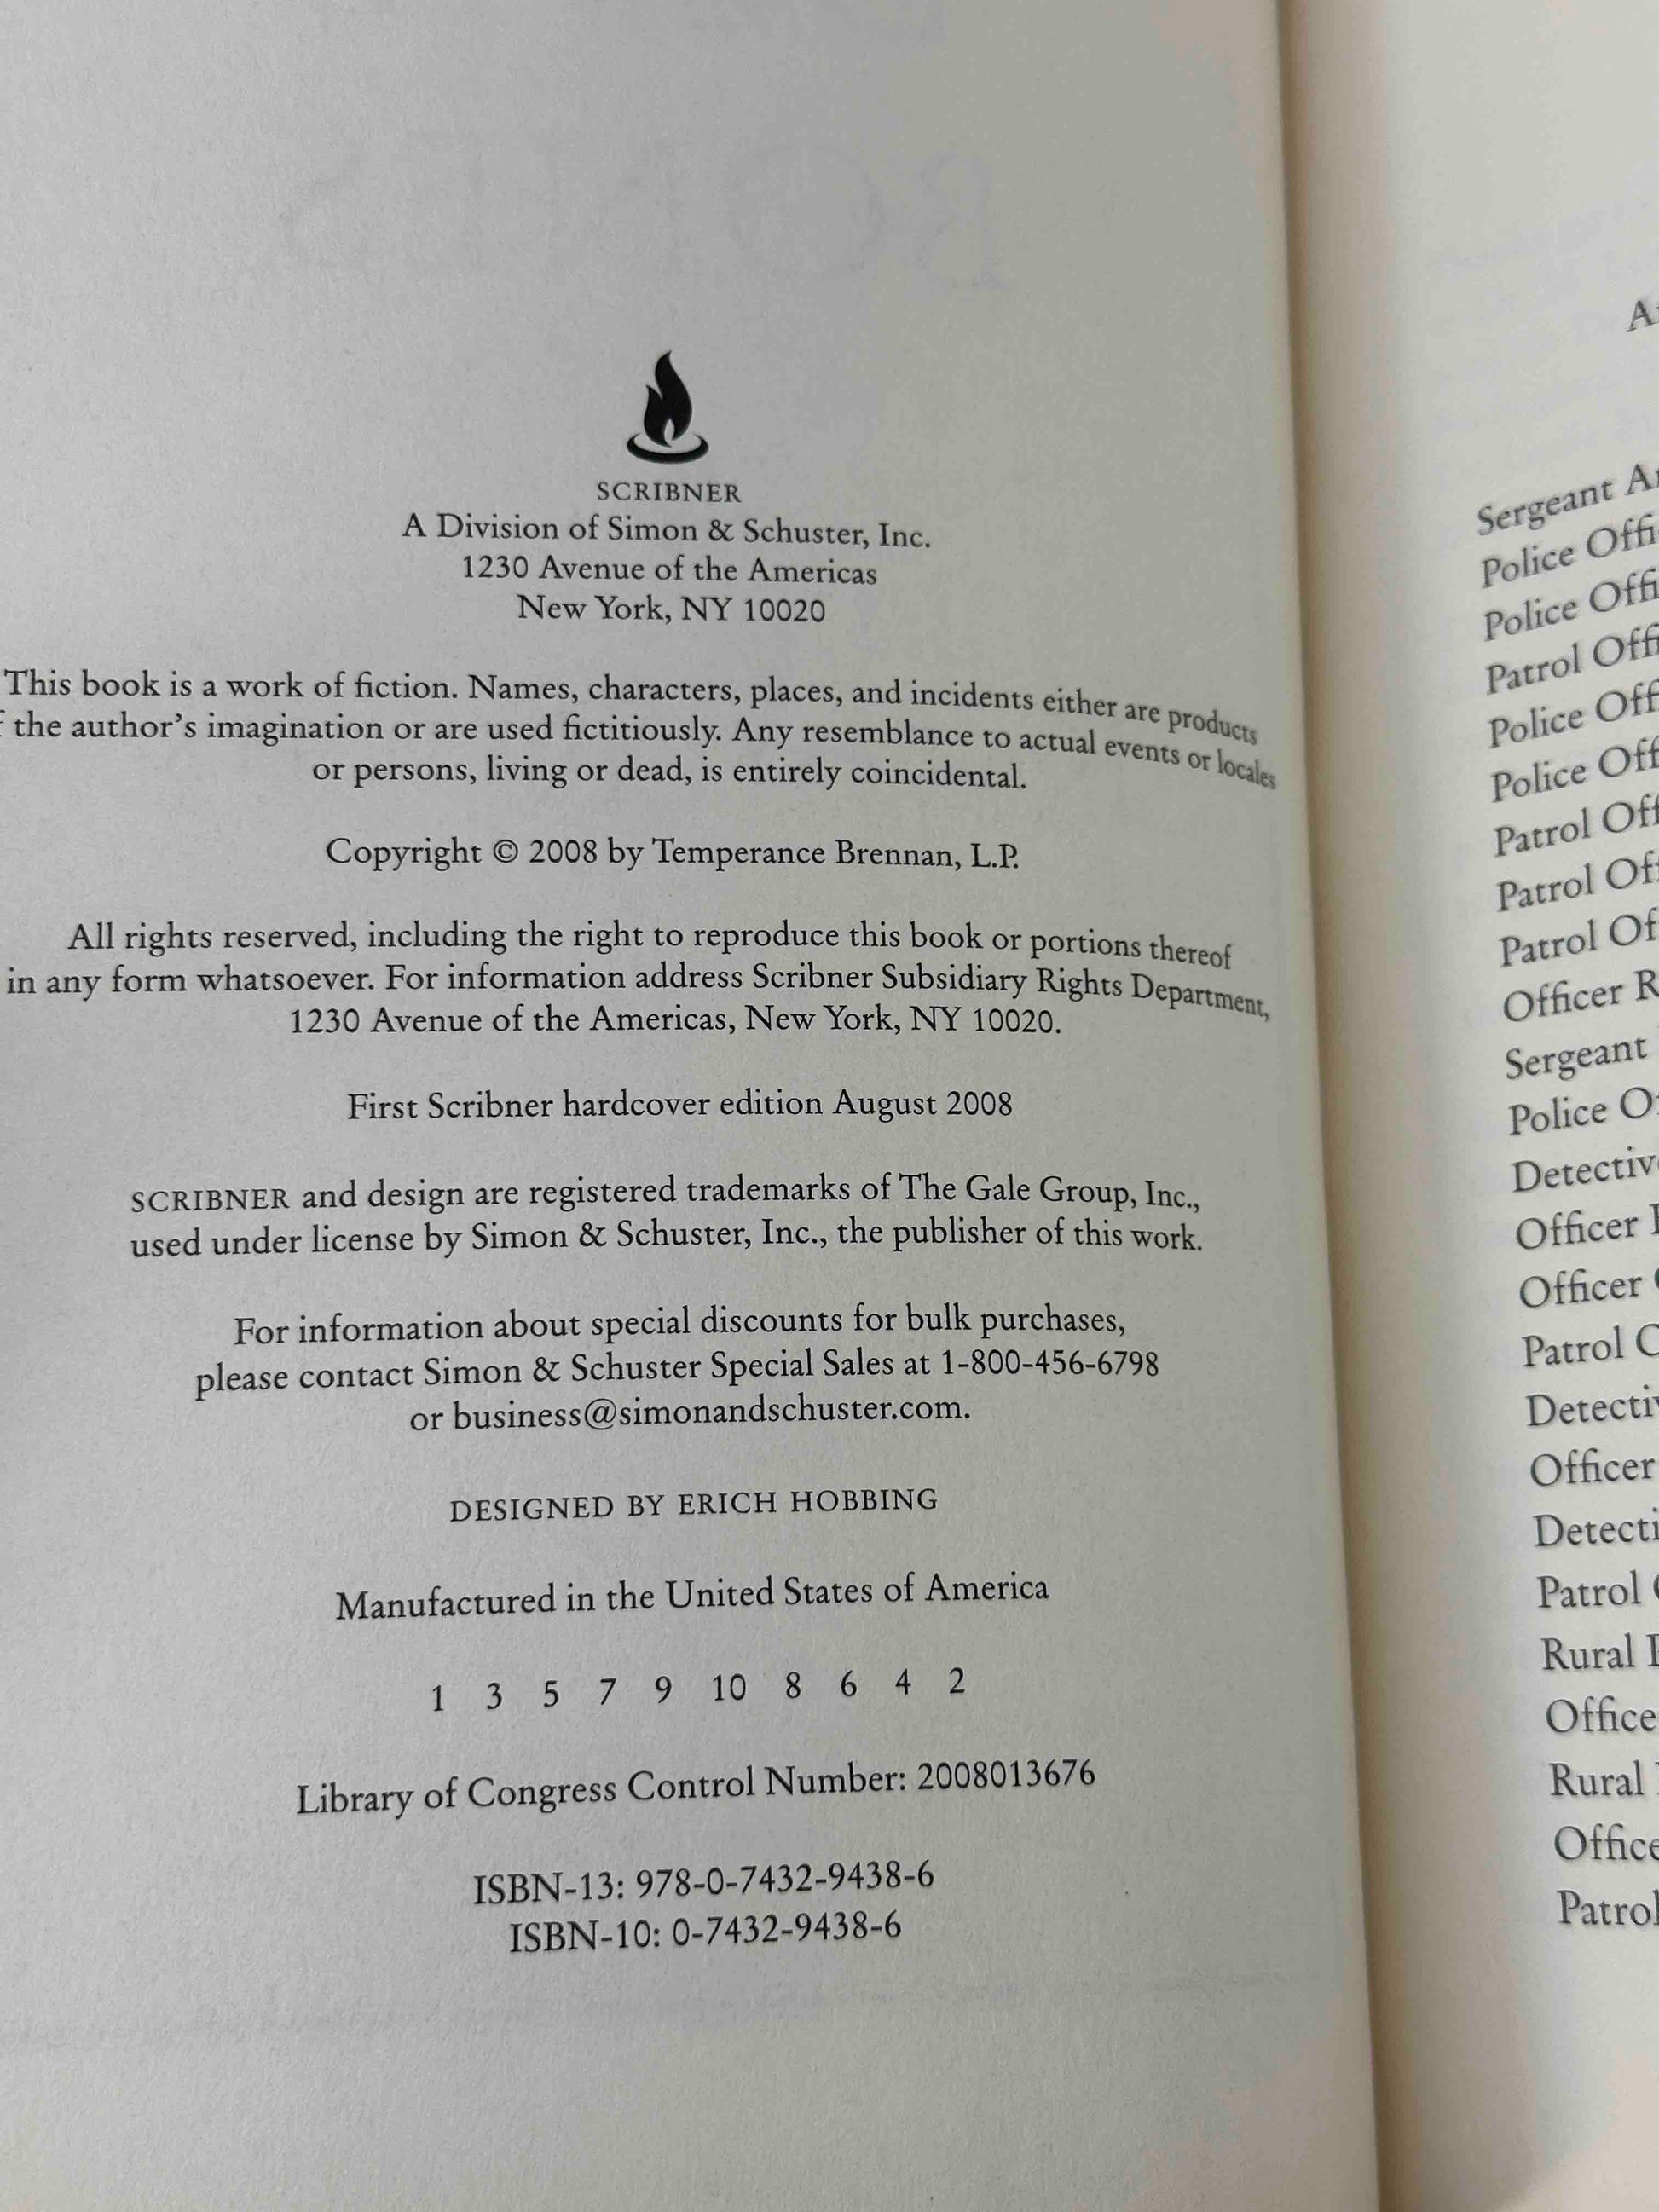 SCRIBNER
A Division of Simon & Schuster, Inc.
1230 Avenue of the Americas
New York, NY 10020
This book is a work of fiction. Names, characters, places, and incidents either are products
the author's imagination or are used fictitiously. Any resemblance to actual events or locales
or persons, living or dead, is entirely coincidental.
Copyright © 2008 by Temperance Brennan, L.P.
All rights reserved, including the right to reproduce this book or portions thereof
in any form whatsoever. For information address Scribner Subsidiary Rights Department,
1230 Avenue of the Americas, New York, NY 10020.
First Scribner hardcover edition August 2008
SCRIBNER and design are registered trademarks of The Gale Group, Inc.,
used under license by Simon & Schuster, Inc., the publisher of this work.
For information about special discounts for bulk purchases,
please contact Simon & Schuster Special Sales at 1-800-456-6798
or business@simonandschuster.com.
DESIGNED BY ERICH HOBBING
Manufactured in the United States of America
1 3 5 7 9 10 8 6 4 2
Library of Congress Control Number: 2008013676
ISBN-13: 978-0-7432-9438-6
ISBN-10: 0-7432-9438-6
Sergeant
Police
Police
Patrol
Police
Police
Patrol
Patrol
Patrol
Officer
Sergeant
Police
Officer
Officer
Patrol
Officer
Patrol
Rural
Rural
Patrol